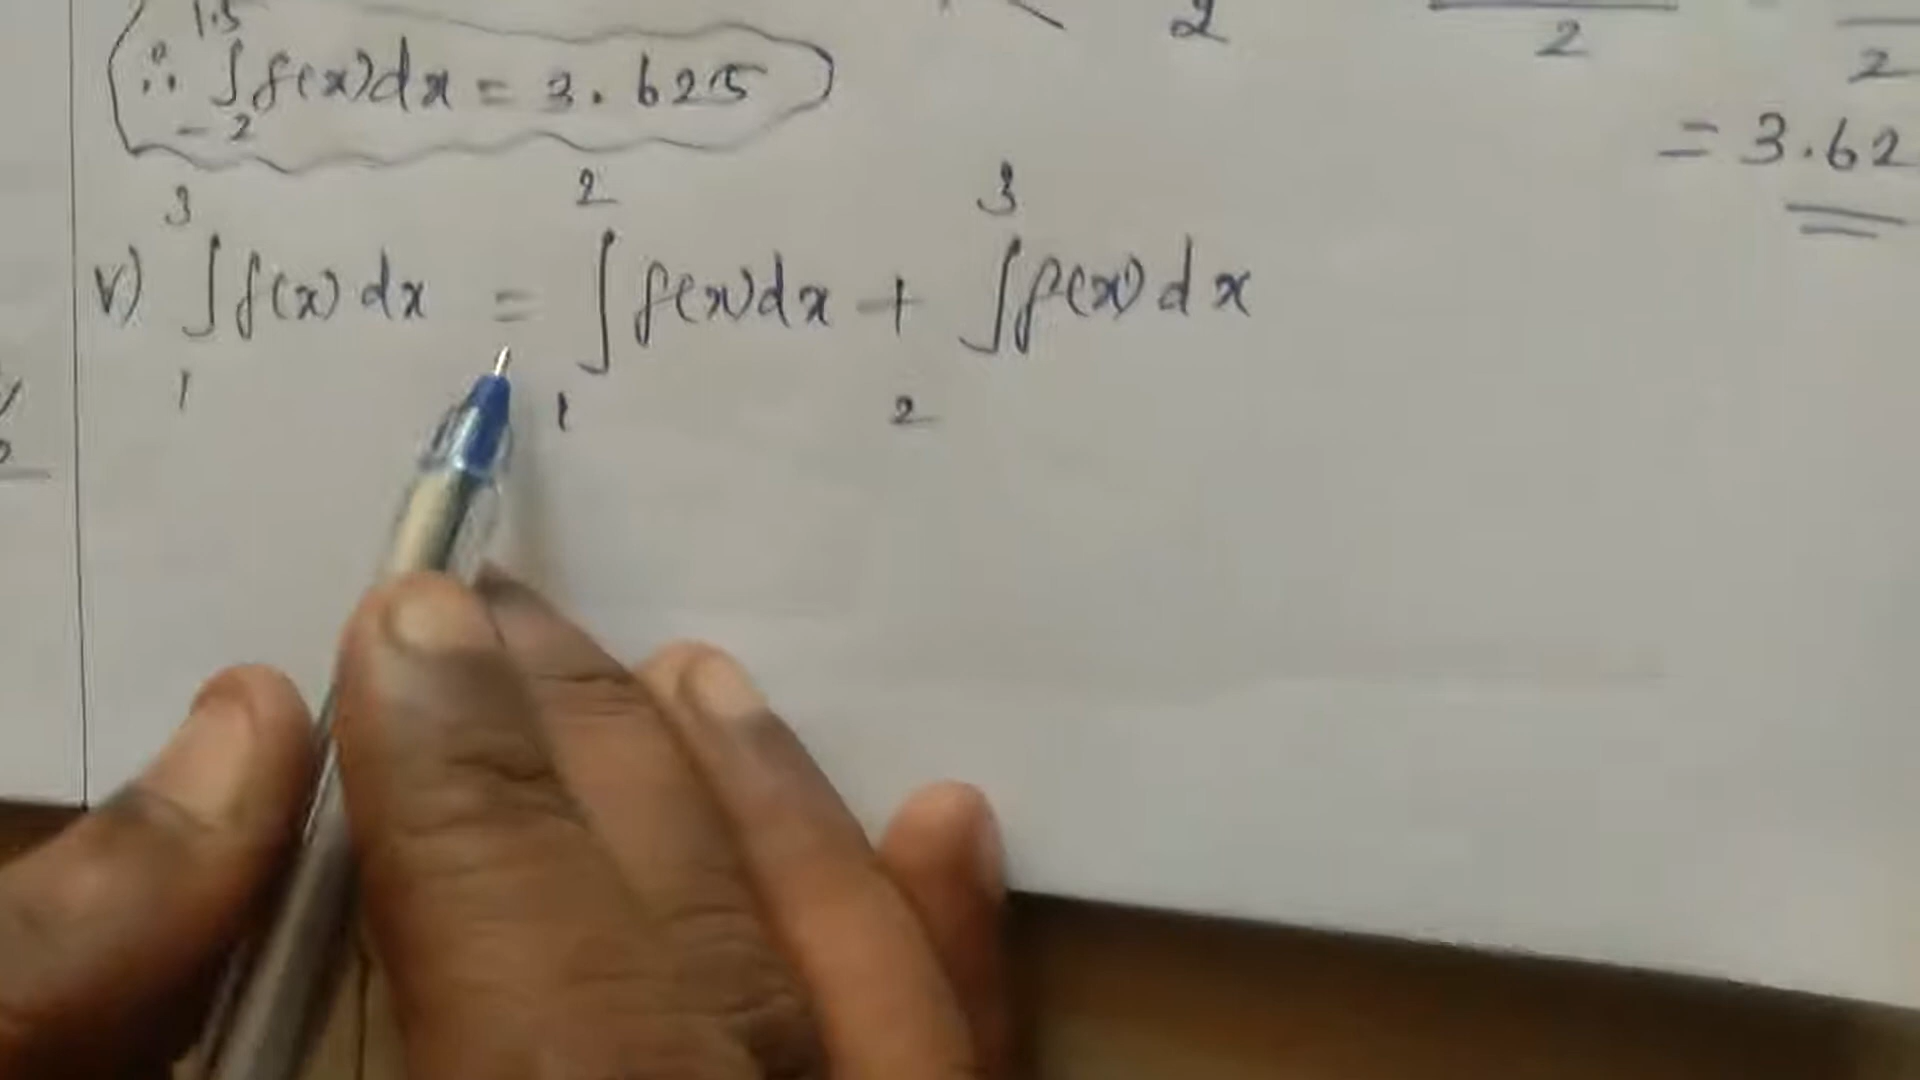 ∴ ∫_{-2}^{1.5} f(x)dx = 3.625
2 2 2
= 3.62
v) ∫_{1}^{3} f(x) dx = ∫_{1}^{2} f(x)dx + ∫_{2}^{3} f(x) dx